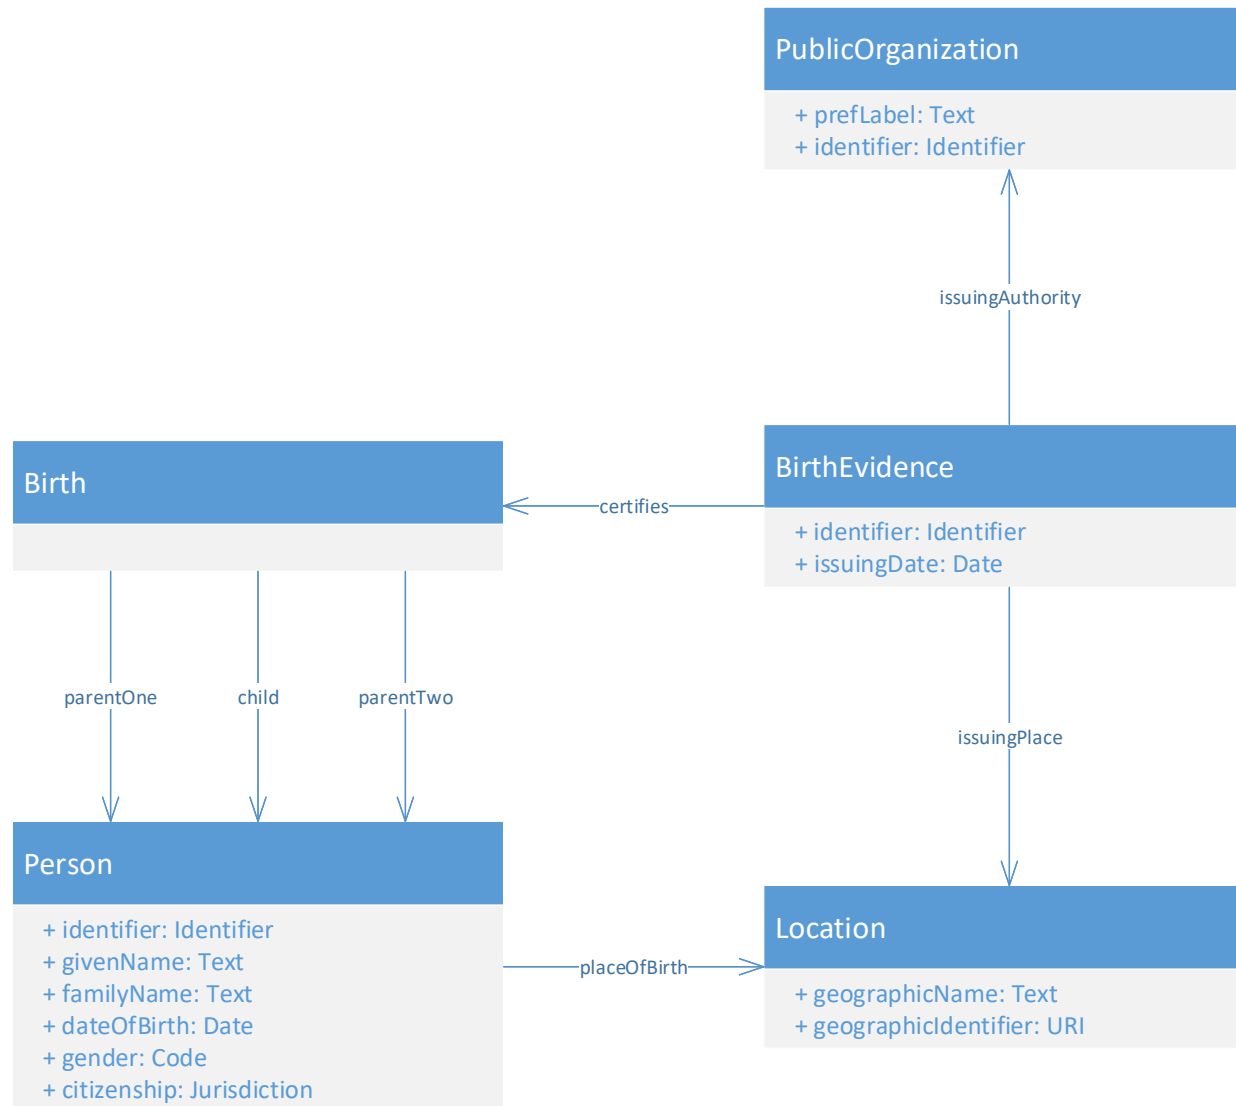 PublicOrganization
+ prefLabel: Text
+ identifier: Identifier
issuingAuthority
Birth
certifies
BirthEvidence
+ identifier: Identifier
+ issuingDate: Date
parentOne
child
parentTwo
issuingPlace
Person
+ identifier: Identifier
+ givenName: Text
+ familyName: Text
+ dateOfBirth: Date
+ gender: Code
+ citizenship: Jurisdiction
placeOfBirth
Location
+ geographicName: Text
+ geographicIdentifier: URI